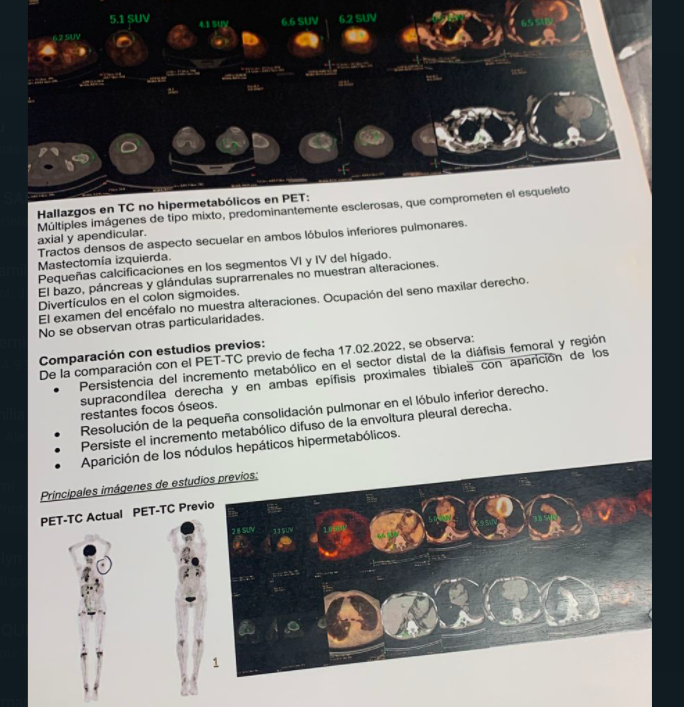 6.2 SUV
5.1 SUV
4.1 SUV
6.6 SUV
6.2 SUV
6.5 SUV
Hallazgos en TC no hipermetabólicos en PET:
Múltiples imágenes de tipo mixto, predominantemente esclerosas, que comprometen el esqueleto
axial y apendicular.
Tractos densos de aspecto secuelar en ambos lóbulos inferiores pulmonares.
Mastectomía izquierda.
Pequeñas calcificaciones en los segmentos VI y IV del hígado.
El bazo, páncreas y glándulas suprarrenales no muestran alteraciones.
Divertículos en el colon sigmoides.
El examen del encéfalo no muestra alteraciones. Ocupación del seno maxilar derecho.
No se observan otras particularidades.
Comparación con estudios previos:
De la comparación con el PET-TC previo de fecha 17.02.2022, se observa:
• Persistencia del incremento metabólico en el sector distal de la diáfisis femoral y región
supracondílea derecha y en ambas epífisis proximales tibiales con aparición de los
restantes focos óseos.
• Resolución de la pequeña consolidación pulmonar en el lóbulo inferior derecho.
• Persiste el incremento metabólico difuso de la envoltura pleural derecha.
• Aparición de los nódulos hepáticos hipermetabólicos.
Principales imágenes de estudios previos:
PET-TC Actual PET-TC Previo
2.8 SUV
3.8 SUV
1